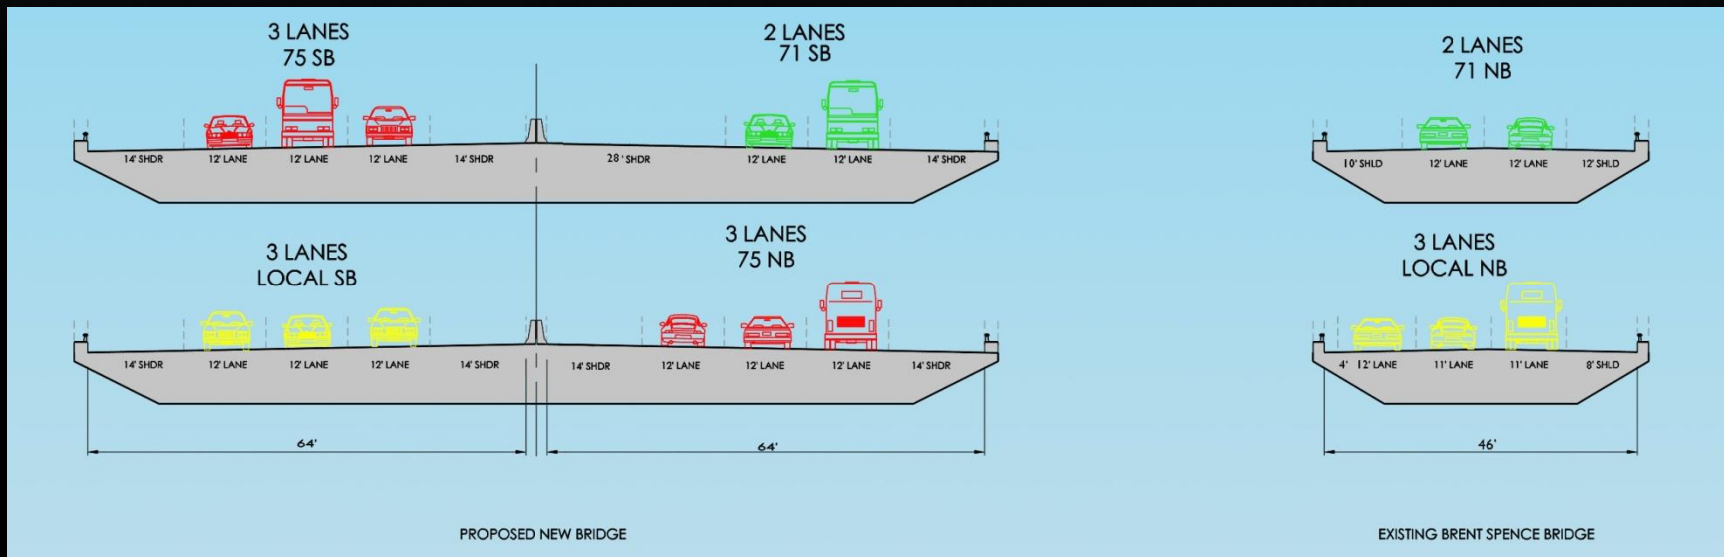 3 LANES
75 SB
2 LANES
71 SB
2 LANES
71 NB
14' SHDR 12' LANE 12' LANE 12' LANE 14' SHDR 28' SHDR 12' LANE 12' LANE 14' SHDR
10' SHLD 12' LANE 12' LANE 12' SHLD
3 LANES
LOCAL SB
3 LANES
75 NB
3 LANES
LOCAL NB
14' SHDR 12' LANE 12' LANE 12' LANE 14' SHDR 14' SHDR 12' LANE 12' LANE 12' LANE 14' SHDR
4' 12' LANE 11' LANE 11' LANE 8' SHLD
64' 64' 46'
PROPOSED NEW BRIDGE
EXISTING BRENT SPENCE BRIDGE